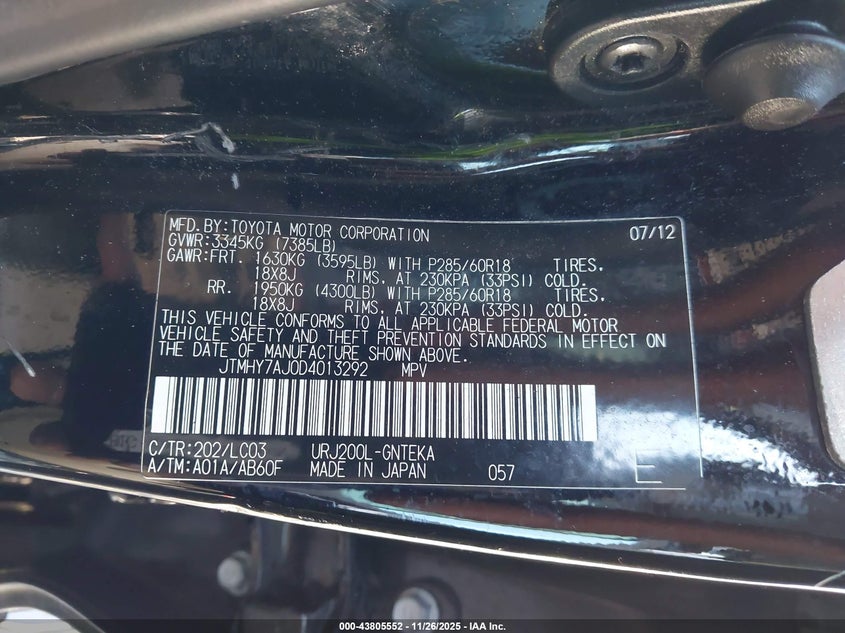 MFD.BY:TOYOTA MOTOR CORPORATION 07/12
GVWR:3345KG (7385LB)
GAWR:FRT. 1630KG (3595LB) WITH P285/60R18 TIRES,
18X8J RIMS, AT 230KPA (33PSI) COLD.
RR. 1950KG (4300LB) WITH P285/60R18 TIRES,
18X8J RIMS, AT 230KPA (33PSI) COLD.
THIS VEHICLE CONFORMS TO ALL APPLICABLE FEDERAL MOTOR
VEHICLE SAFETY AND THEFT PREVENTION STANDARDS IN EFFECT ON
THE DATE OF MANUFACTURE SHOWN ABOVE.
JTMHY7AJ0D4013292 MPV
C/TR:202/LC03 URJ200L-GNTEKA
A/TM:A01A/AB60F MADE IN JAPAN 057 E
000-43805552 - 11/26/2025 - IAA Inc.